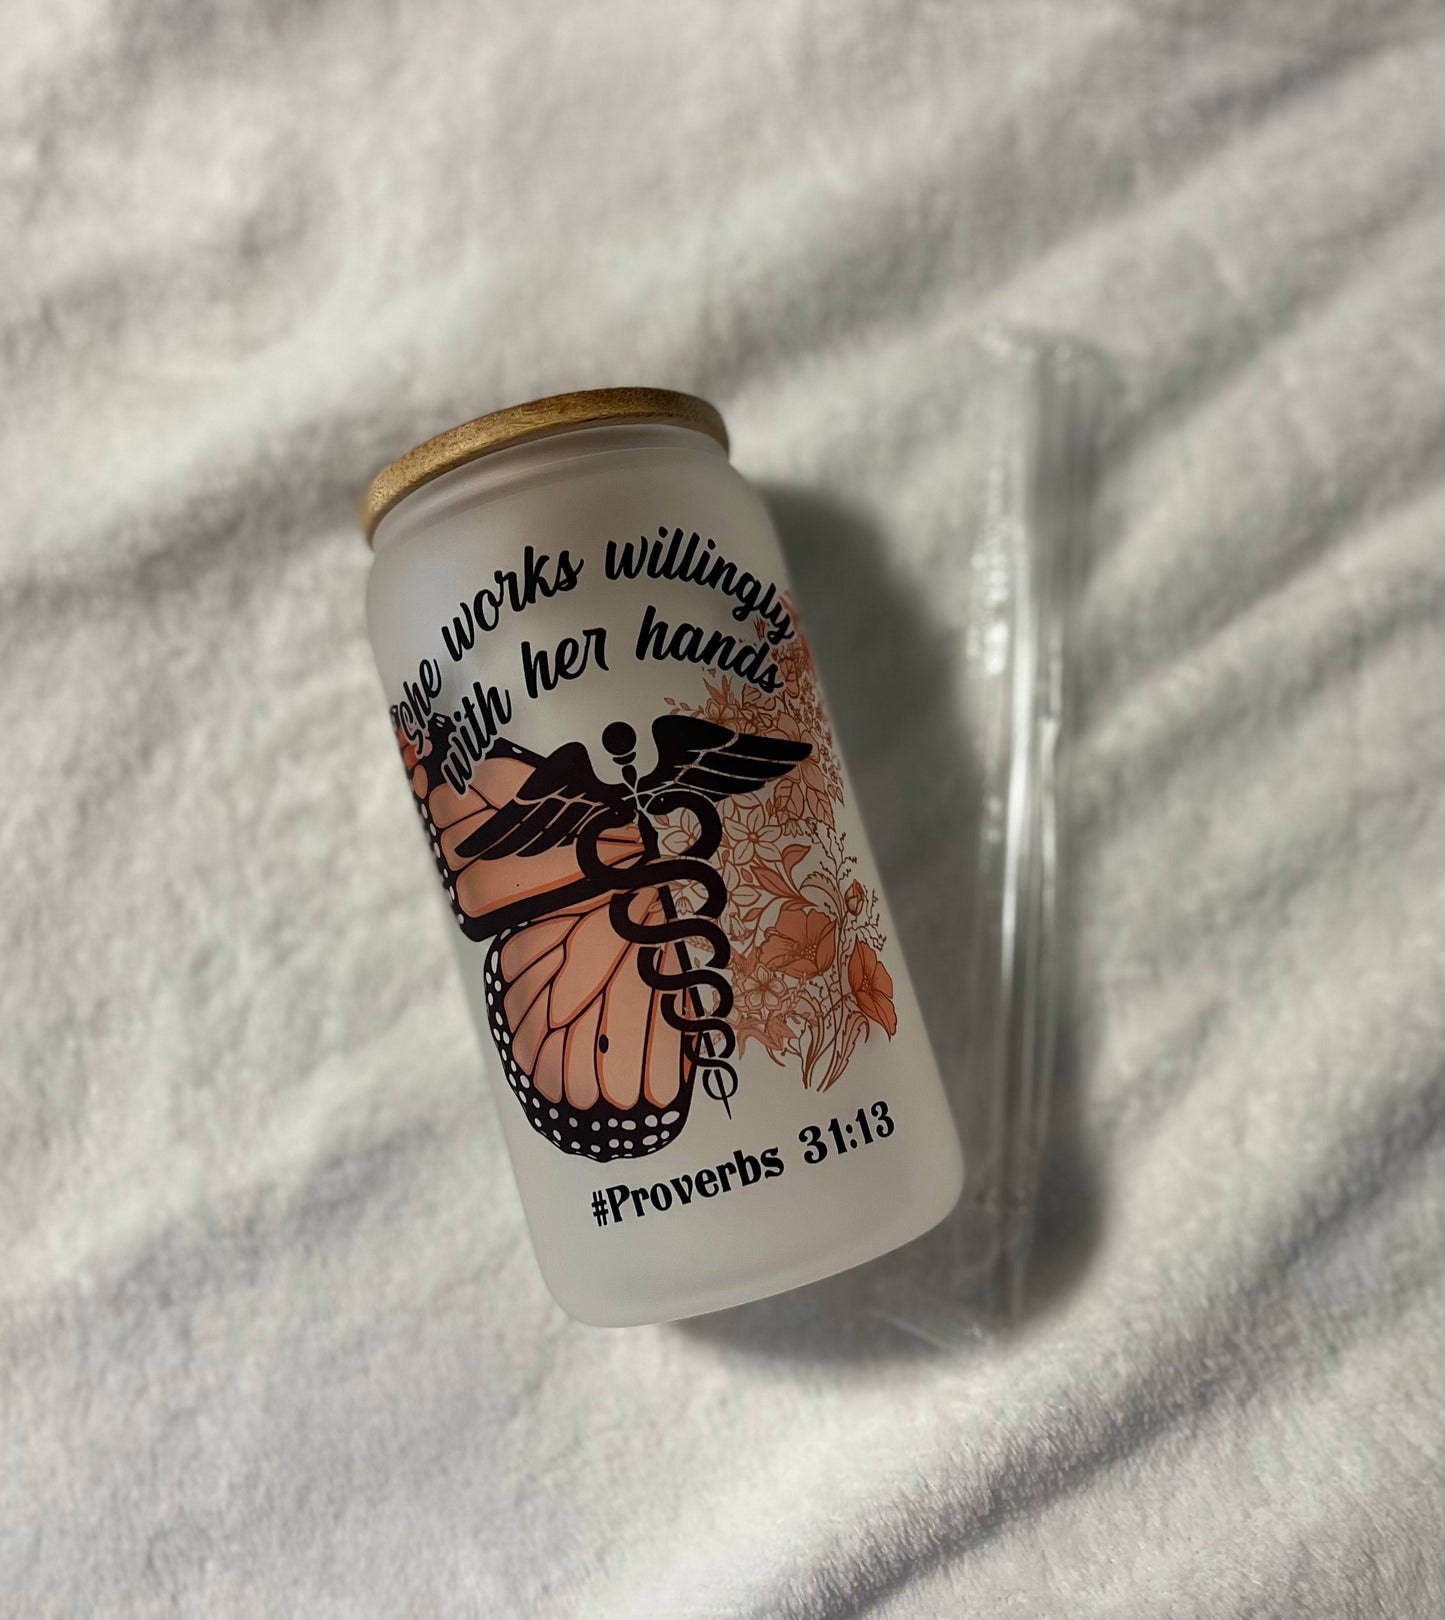 She works willingly
with her hands
#Proverbs 31:13